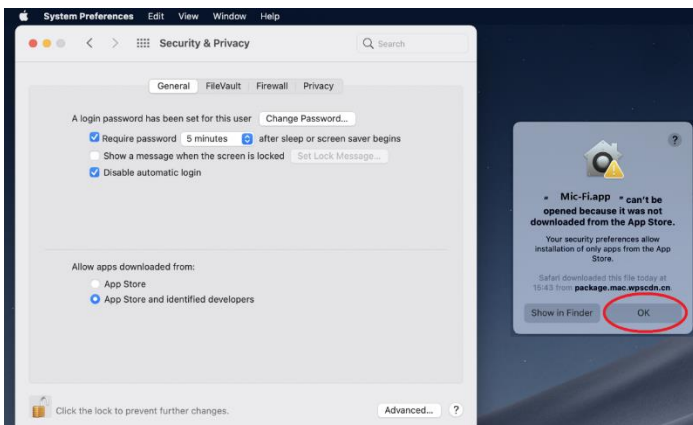 System Preferences Edit View Window Help
Security & Privacy
Search
General FileVault Firewall Privacy
A login password has been set for this user Change Password...
Require password 5 minutes after sleep or screen saver begins
Show a message when the screen is locked Set Lock Message...
Disable automatic login
Allow apps downloaded from:
App Store
App Store and identified developers
Click the lock to prevent further changes.
Advanced... ?
?
" Mic-Fi.app " can't be
opened because it was not
downloaded from the App Store.
Your security preferences allow
installation of only apps from the App
Store.
Safari downloaded this file today at
16:43 from package.mac.wpscdn.cn.
Show in Finder OK